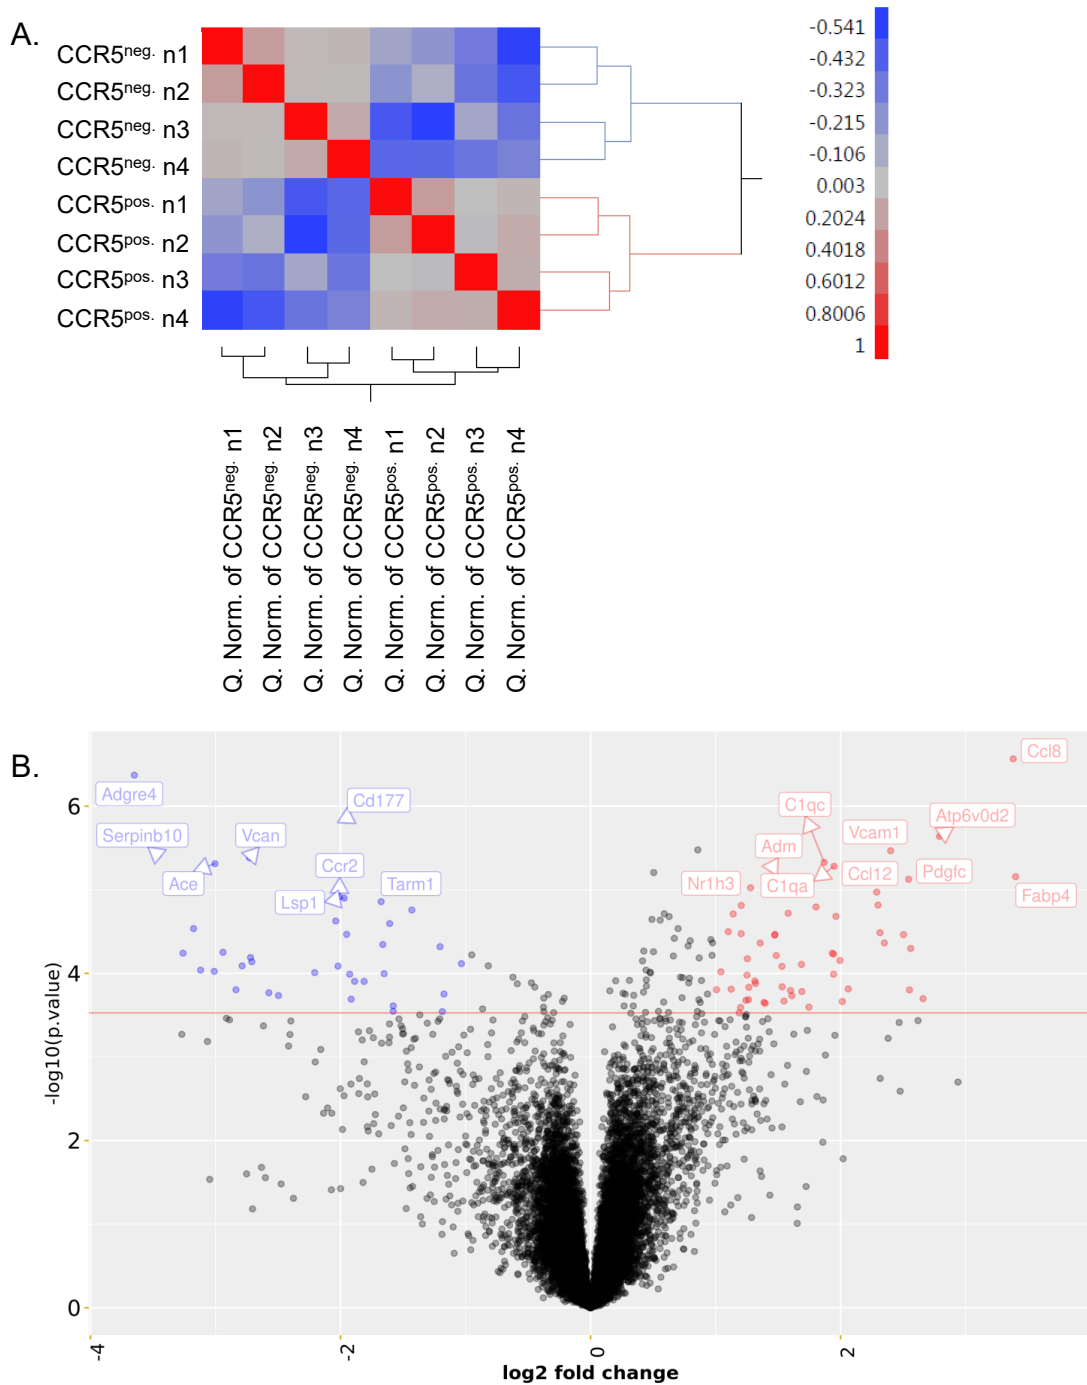 A.
CCR5neg. n1
CCR5neg. n2
CCR5neg. n3
CCR5neg. n4
CCR5pos. n1
CCR5pos. n2
CCR5pos. n3
CCR5pos. n4
-0.541
-0.432
-0.323
-0.215
-0.106
0.003
0.2024
0.4018
0.6012
0.8006
1
Q. Norm. of CCR5neg. n1
Q. Norm. of CCR5neg. n2
Q. Norm. of CCR5neg. n3
Q. Norm. of CCR5neg. n4
Q. Norm. of CCR5pos. n1
Q. Norm. of CCR5pos. n2
Q. Norm. of CCR5pos. n3
Q. Norm. of CCR5pos. n4
B.
Ccl8
Adgre4
Cd177
C1qc
Atp6v0d2
Serpinb10
Vcan
Vcam1
Adm
Ccr2
Ace
Tarm1
Nr1h3
C1qa
Ccl12
Pdgfc
Lsp1
Fabp4
6
4
2
0
-log10(p.value)
-4
-2
0
2
log2 fold change